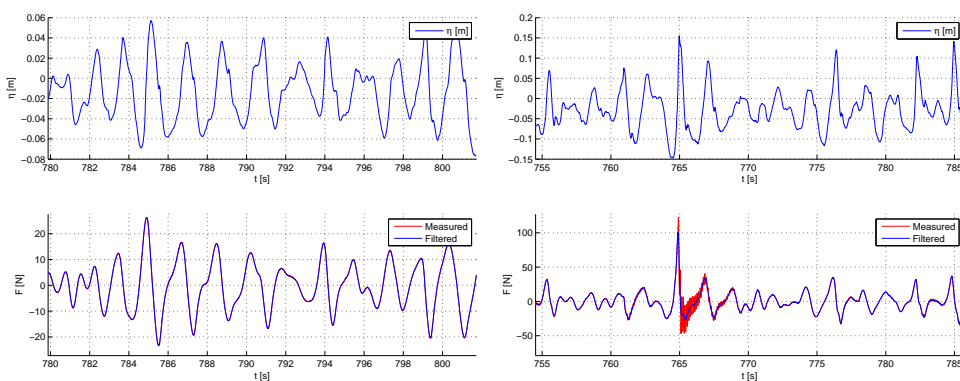 0.06
0.04
0.02
0
−0.02
−0.04
−0.06
−0.08
η [m]
η [m]
780 782 784 786 788 790 792 794 796 798 800
t [s]
0.2
0.15
0.1
0.05
0
−0.05
−0.1
−0.15
η [m]
η [m]
755 760 765 770 775 780 785
t [s]
20
10
0
−10
−20
F [N]
Measured
Filtered
780 782 784 786 788 790 792 794 796 798 800
t [s]
100
50
0
−50
F [N]
Measured
Filtered
755 760 765 770 775 780 785
t [s]